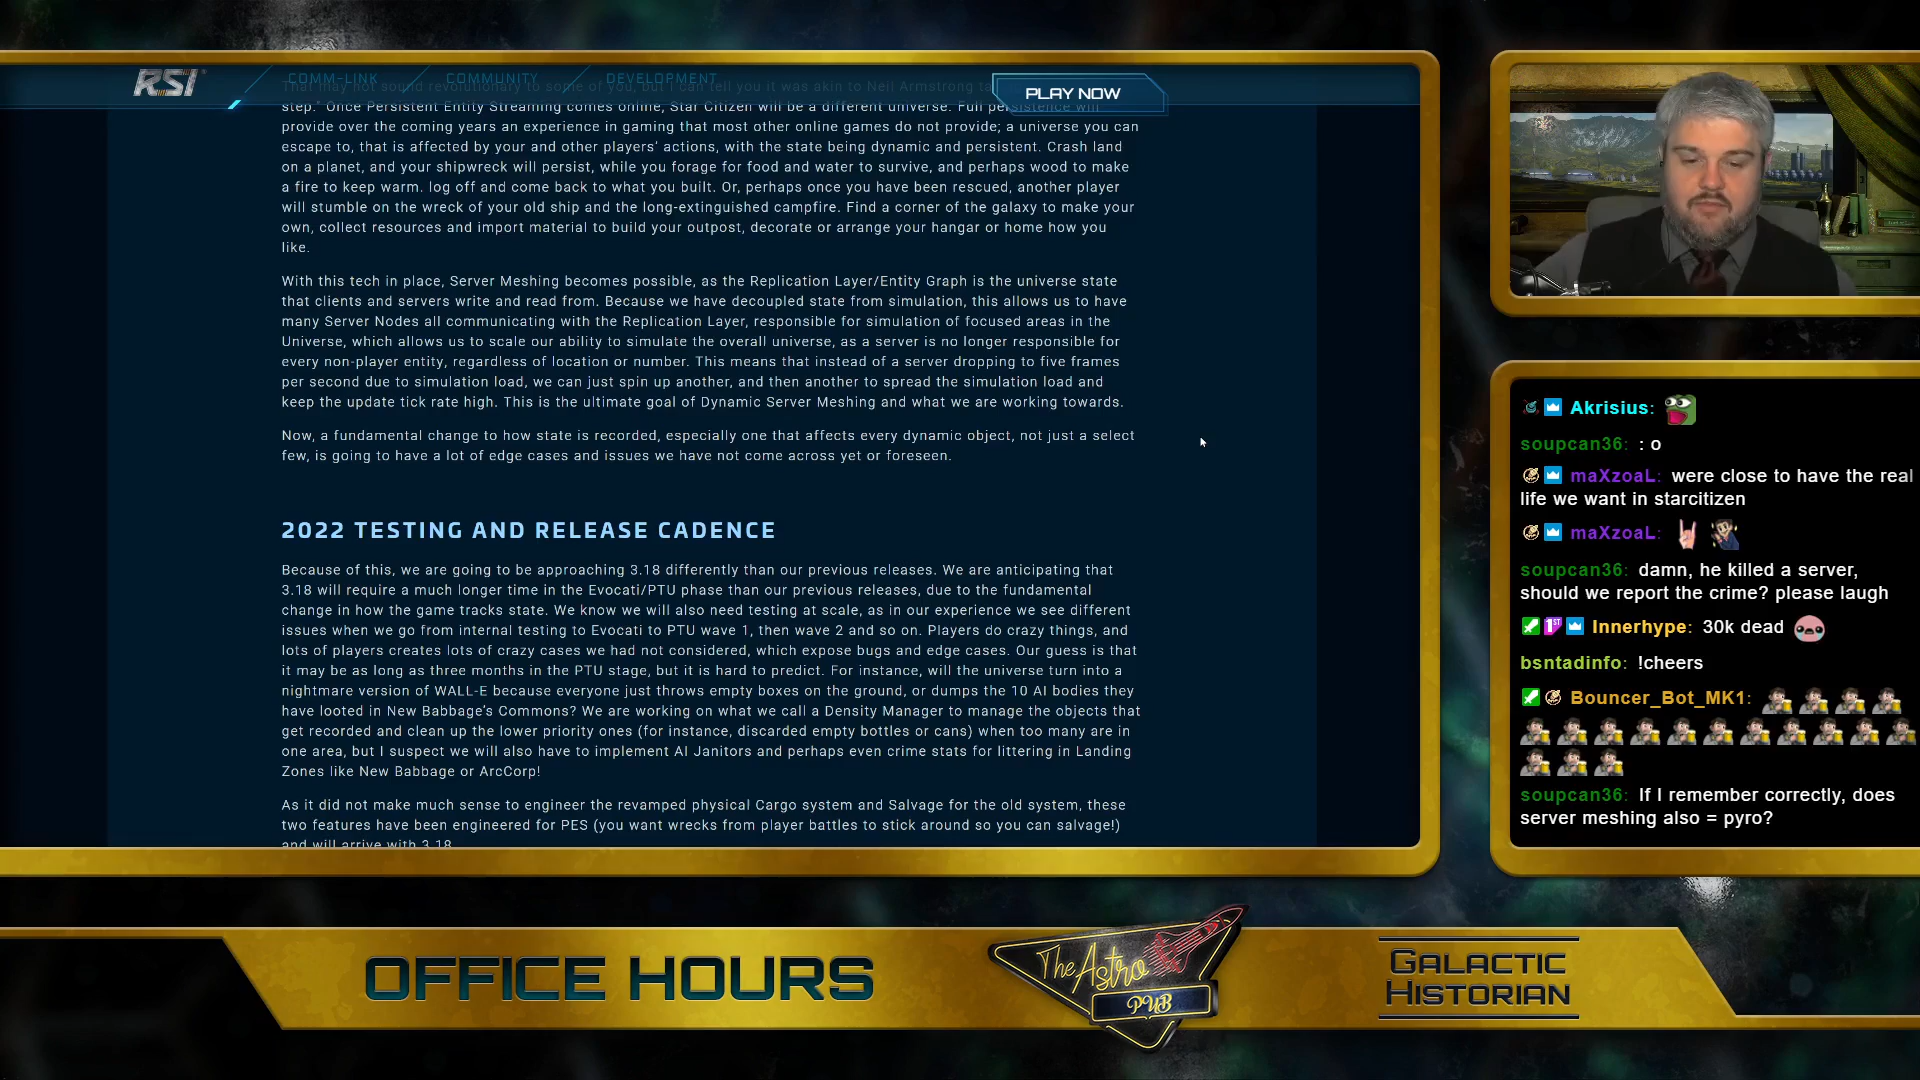 RSI
COMM-LINK
COMMUNITY
DEVELOPMENT
PLAY NOW
That may not sound revolutionary to some of you, but I can tell you it was akin to Neil Armstrong
step." Once Persistent Entity Streaming comes online, Star Citizen will be a different universe. Full persistence will
provide over the coming years an experience in gaming that most other online games do not provide; a universe you can
escape to, that is affected by your and other players' actions, with the state being dynamic and persistent. Crash land
on a planet, and your shipwreck will persist, while you forage for food and water to survive, and perhaps wood to make
a fire to keep warm. log off and come back to what you built. Or, perhaps once you have been rescued, another player
will stumble on the wreck of your old ship and the long-extinguished campfire. Find a corner of the galaxy to make your
own, collect resources and import material to build your outpost, decorate or arrange your hangar or home how you
like.
With this tech in place, Server Meshing becomes possible, as the Replication Layer/Entity Graph is the universe state
that clients and servers write and read from. Because we have decoupled state from simulation, this allows us to have
many Server Nodes all communicating with the Replication Layer, responsible for simulation of focused areas in the
Universe, which allows us to scale our ability to simulate the overall universe, as a server is no longer responsible for
every non-player entity, regardless of location or number. This means that instead of a server dropping to five frames
per second due to simulation load, we can just spin up another, and then another to spread the simulation load and
keep the update tick rate high. This is the ultimate goal of Dynamic Server Meshing and what we are working towards.
Now, a fundamental change to how state is recorded, especially one that affects every dynamic object, not just a select
few, is going to have a lot of edge cases and issues we have not come across yet or foreseen.
2022 TESTING AND RELEASE CADENCE
Because of this, we are going to be approaching 3.18 differently than our previous releases. We are anticipating that
3.18 will require a much longer time in the Evocati/PTU phase than our previous releases, due to the fundamental
change in how the game tracks state. We know we will also need testing at scale, as in our experience we see different
issues when we go from internal testing to Evocati to PTU wave 1, then wave 2 and so on. Players do crazy things, and
lots of players creates lots of crazy cases we had not considered, which expose bugs and edge cases. Our guess is that
it may be as long as three months in the PTU stage, but it is hard to predict. For instance, will the universe turn into a
nightmare version of WALL-E because everyone just throws empty boxes on the ground, or dumps the 10 AI bodies they
have looted in New Babbage's Commons? We are working on what we call a Density Manager to manage the objects that
get recorded and clean up the lower priority ones (for instance, discarded empty bottles or cans) when too many are in
one area, but I suspect we will also have to implement AI Janitors and perhaps even crime stats for littering in Landing
Zones like New Babbage or ArcCorp!
As it did not make much sense to engineer the revamped physical Cargo system and Salvage for the old system, these
two features have been engineered for PES (you want wrecks from player battles to stick around so you can salvage!)
and will arrive with 3.18
Akrisius:
soupcan36: : o
maXzoaL: were close to have the real
life we want in starcitizen
maXzoaL:
soupcan36: damn, he killed a server,
should we report the crime? please laugh
1ST Innerhype: 30k dead
bsntadinfo: !cheers
Bouncer_Bot_MK1:
soupcan36: If I remember correctly, does
server meshing also = pyro?
OFFICE HOURS
The Astro
PUB
GALACTIC
HISTORIAN